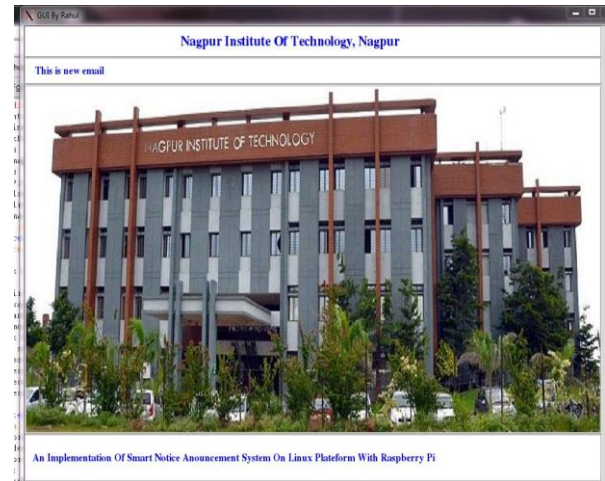 GUI By Rahul
Nagpur Institute Of Technology, Nagpur
This is new email
NAGPUR INSTITUTE OF TECHNOLOGY
An Implementation Of Smart Notice Anouncement System On Linux Plateform With Raspberry Pi